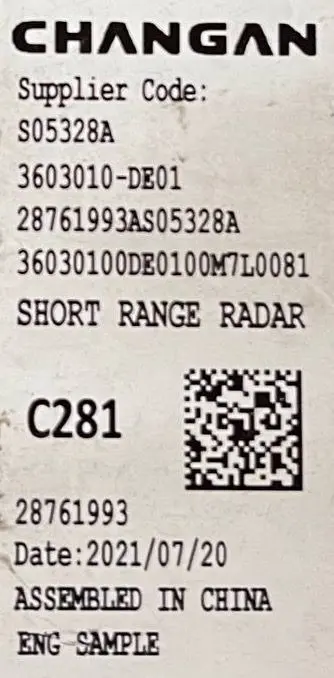 CHANGAN
Supplier Code:
S05328A
3603010-DE01
28761993AS05328A
36030100DE0100M7L0081
SHORT RANGE RADAR
C281
28761993
Date:2021/07/20
ASSEMBLED IN CHINA
ENG SAMPLE